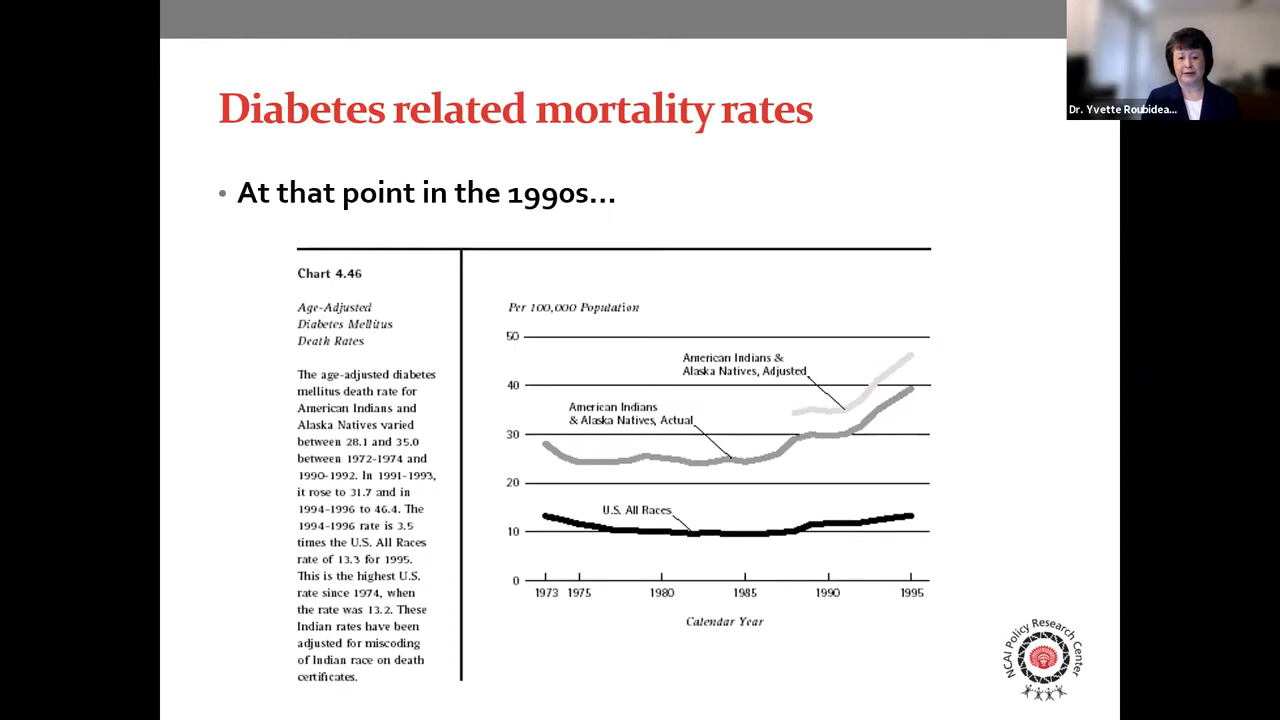 Diabetes related mortality rates
Dr. Yvette Roubidea...
• At that point in the 1990s...
Chart 4.46
Age-Adjusted
Diabetes Mellitus
Death Rates
The age-adjusted diabetes
mellitus death rate for
American Indians and
Alaska Natives varied
between 28.1 and 35.0
between 1972-1974 and
1990-1992. In 1991-1993,
it rose to 31.7 and in
1994-1996 to 46.4. The
1994-1996 rate is 3.5
times the U.S. All Races
rate of 13.3 for 1995.
This is the highest U.S.
rate since 1974, when
the rate was 13.2. These
Indian rates have been
adjusted for miscoding
of Indian race on death
certificates.
Per 100,000 Population
50
40
30
20
10
0
American Indians &
Alaska Natives, Adjusted
American Indians
& Alaska Natives, Actual
U.S. All Races
1973 1975 1980 1985 1990 1995
Calendar Year
NCAI Policy Research Center